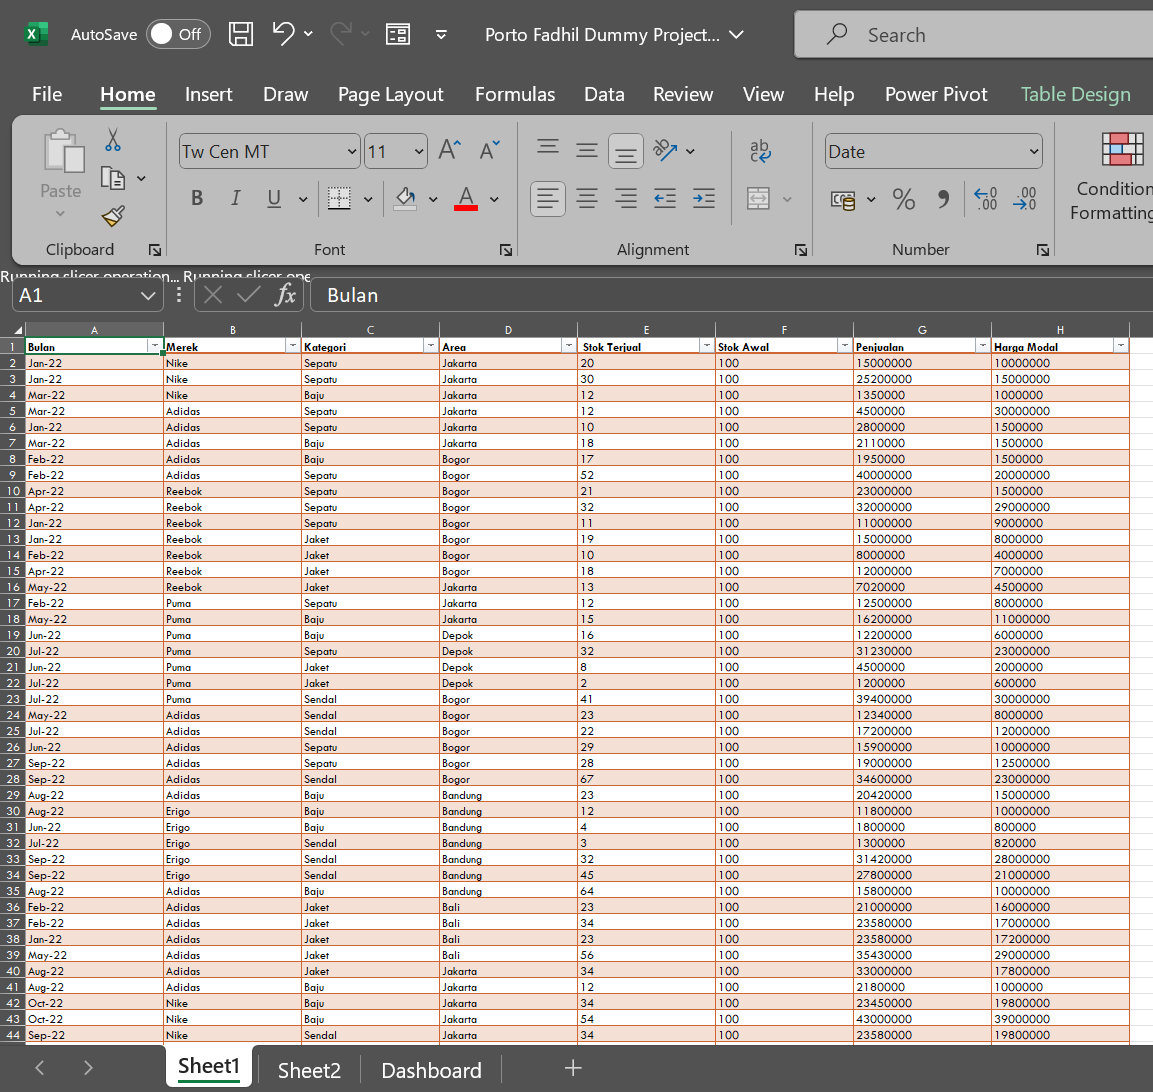 AutoSave Off Porto Fadhil Dummy Project... Search
File Home Insert Draw Page Layout Formulas Data Review View Help Power Pivot Table Design
Paste Tw Cen MT 11 A A ab Date
B I U A % Condition
Formatting
Clipboard Font Alignment Number
Running slicer operation... Running slicer ope
A1 fx Bulan
A B C D E F G H
1 Bulan Merek Kategori Area Stok Terjual Stok Awal Penjualan Harga Modal
2 Jan-22 Nike Sepatu Jakarta 20 100 15000000 10000000
3 Jan-22 Nike Sepatu Jakarta 30 100 25200000 15000000
4 Mar-22 Nike Baju Jakarta 12 100 1350000 1000000
5 Mar-22 Adidas Sepatu Jakarta 12 100 4500000 30000000
6 Jan-22 Adidas Sepatu Jakarta 10 100 2800000 1500000
7 Mar-22 Adidas Baju Jakarta 18 100 2110000 1500000
8 Feb-22 Adidas Baju Bogor 17 100 1950000 1500000
9 Feb-22 Adidas Sepatu Bogor 52 100 40000000 20000000
10 Apr-22 Reebok Sepatu Bogor 21 100 23000000 1500000
11 Apr-22 Reebok Sepatu Bogor 32 100 32000000 29000000
12 Jan-22 Reebok Sepatu Bogor 11 100 11000000 9000000
13 Jan-22 Reebok Jaket Bogor 19 100 15000000 8000000
14 Feb-22 Reebok Jaket Bogor 10 100 8000000 4000000
15 Apr-22 Reebok Jaket Bogor 18 100 12000000 7000000
16 May-22 Reebok Jaket Jakarta 13 100 7020000 4500000
17 Feb-22 Puma Sepatu Jakarta 12 100 12500000 8000000
18 May-22 Puma Baju Jakarta 15 100 16200000 11000000
19 Jun-22 Puma Baju Depok 16 100 12200000 6000000
20 Jul-22 Puma Sepatu Depok 32 100 31230000 23000000
21 Jun-22 Puma Jaket Depok 8 100 4500000 2000000
22 Jul-22 Puma Jaket Depok 2 100 1200000 600000
23 Jul-22 Puma Sendal Bogor 41 100 39400000 30000000
24 May-22 Adidas Sendal Bogor 23 100 12340000 8000000
25 Jul-22 Adidas Sendal Bogor 22 100 17200000 12000000
26 Jun-22 Adidas Sepatu Bogor 29 100 15900000 10000000
27 Sep-22 Adidas Sepatu Bogor 28 100 19000000 12500000
28 Sep-22 Adidas Sendal Bogor 67 100 34600000 23000000
29 Aug-22 Adidas Baju Bandung 23 100 20420000 15000000
30 Aug-22 Erigo Baju Bandung 12 100 11800000 10000000
31 Jun-22 Erigo Baju Bandung 4 100 1800000 800000
32 Jul-22 Erigo Sendal Bandung 3 100 1300000 820000
33 Sep-22 Erigo Sendal Bandung 32 100 31420000 28000000
34 Sep-22 Erigo Sendal Bandung 45 100 27800000 21000000
35 Aug-22 Adidas Baju Bandung 64 100 15800000 10000000
36 Feb-22 Adidas Jaket Bali 23 100 21000000 16000000
37 Feb-22 Adidas Jaket Bali 34 100 23580000 17000000
38 Jan-22 Adidas Jaket Bali 23 100 23580000 17200000
39 May-22 Adidas Jaket Bali 56 100 35430000 29000000
40 Aug-22 Adidas Jaket Jakarta 34 100 33000000 17800000
41 Aug-22 Adidas Baju Jakarta 12 100 2180000 1000000
42 Oct-22 Nike Baju Jakarta 34 100 23450000 19800000
43 Oct-22 Nike Baju Jakarta 54 100 43000000 39000000
44 Sep-22 Nike Sendal Jakarta 34 100 23580000 19800000
Sheet1 Sheet2 Dashboard